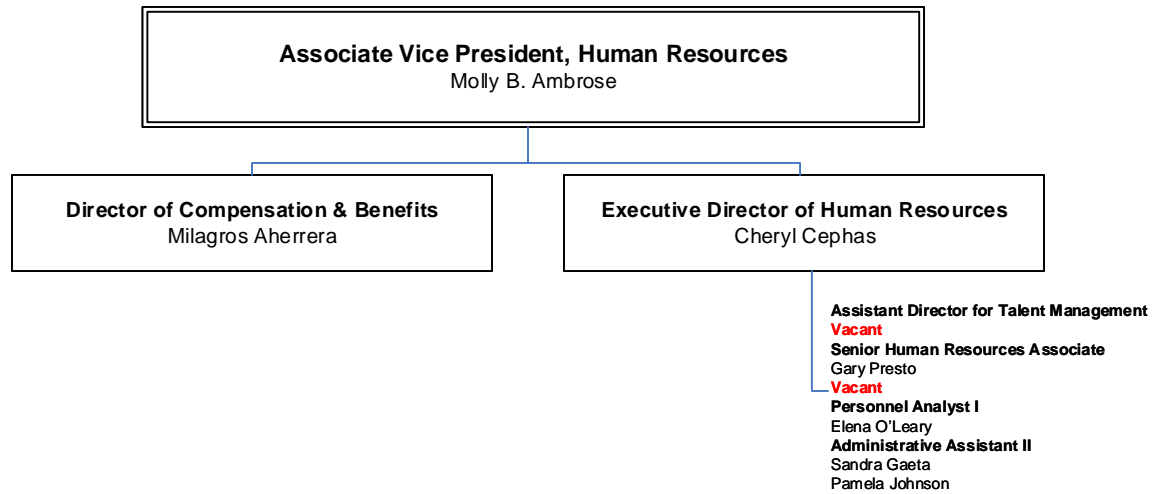 Associate Vice President, Human Resources
Molly B. Ambrose
Director of Compensation & Benefits
Milagros Aherrera
Executive Director of Human Resources
Cheryl Cephas
Assistant Director for Talent Management
Vacant
Senior Human Resources Associate
Gary Presto
Vacant
Personnel Analyst I
Elena O'Leary
Administrative Assistant II
Sandra Gaeta
Pamela Johnson